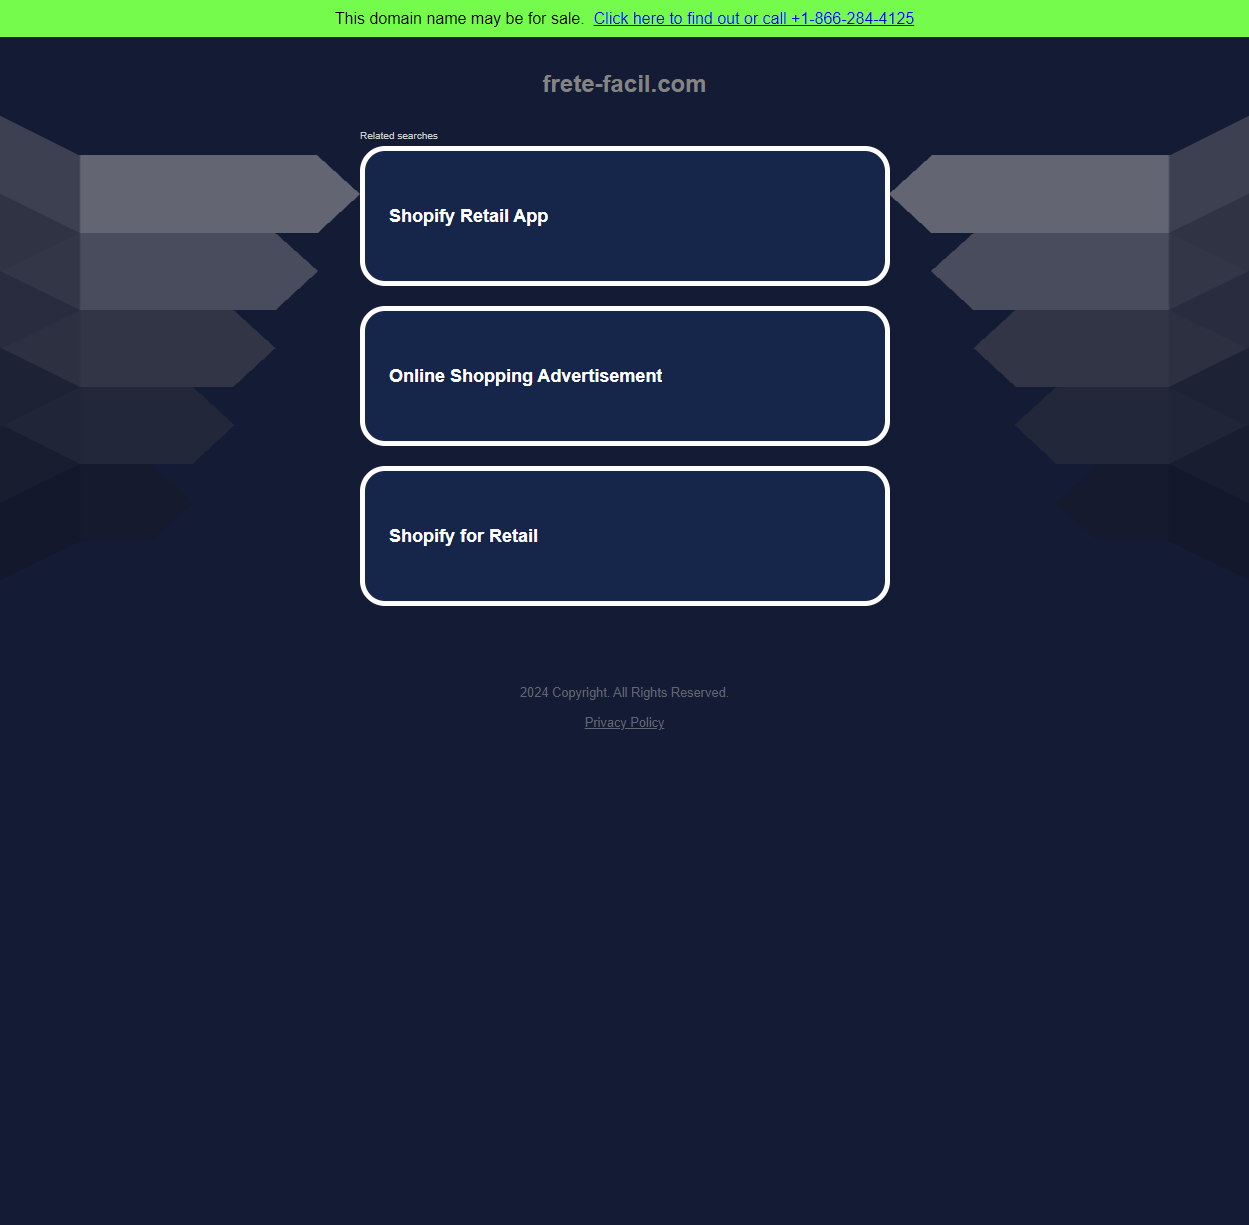 This domain name may be for sale. Click here to find out or call +1-866-284-4125
frete-facil.com
Related searches
Shopify Retail App
Online Shopping Advertisement
Shopify for Retail
2024 Copyright. All Rights Reserved.
Privacy Policy